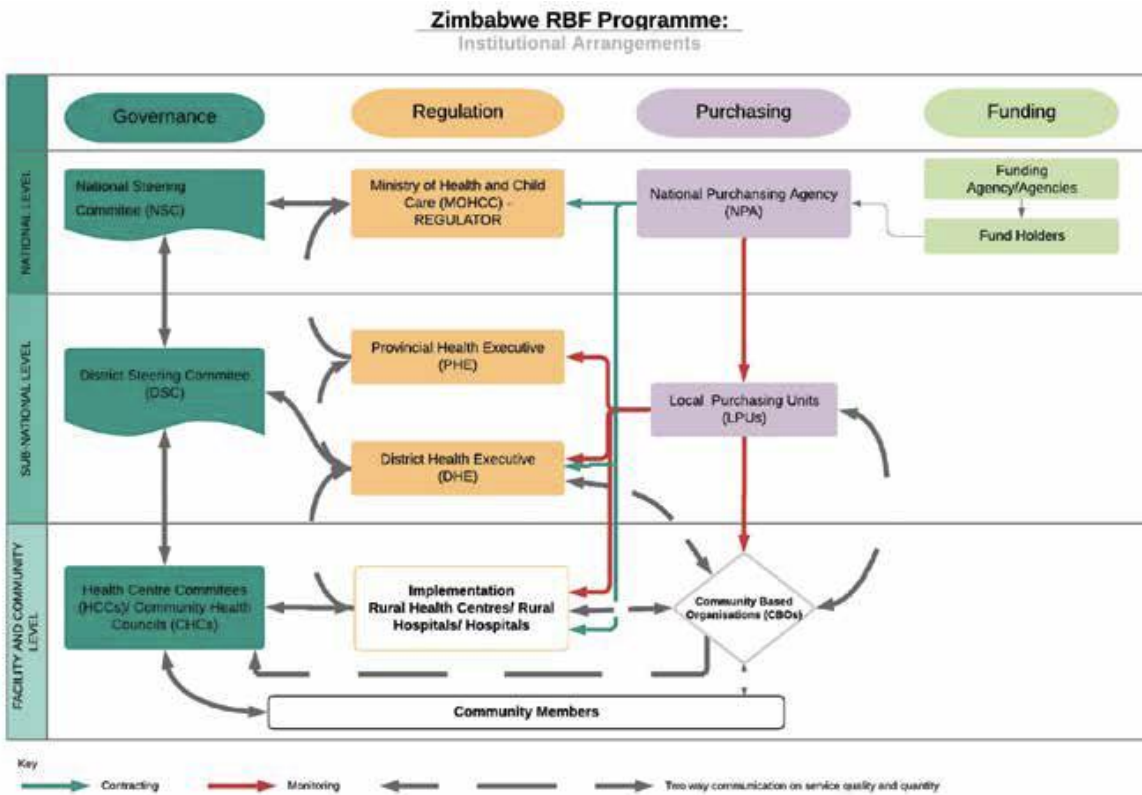 Zimbabwe RBF Programme:
Institutional Arrangements
Governance
Regulation
Purchasing
Funding
NATIONAL LEVEL
National Steering
Commitee (NSC)
Ministry of Health and Child
Care (MOHCC) -
REGULATOR
National Purchansing Agency
(NPA)
Funding
Agency/Agencies
Fund Holders
SUB-NATIONAL LEVEL
District Steering Commitee
(DSC)
Provincial Health Executive
(PHE)
District Health Executive
(DHE)
Local Purchasing Units
(LPUs)
FACILITY AND COMMUNITY
LEVEL
Health Centre Commitees
(HCCs)/ Community Health
Councils (CHCs)
Implementation
Rural Health Centres/ Rural
Hospitals/ Hospitals
Community Based
Organisations (CBOs)
Community Members
Key
Contracting
Monitoring
Two way communication on service quality and quantity